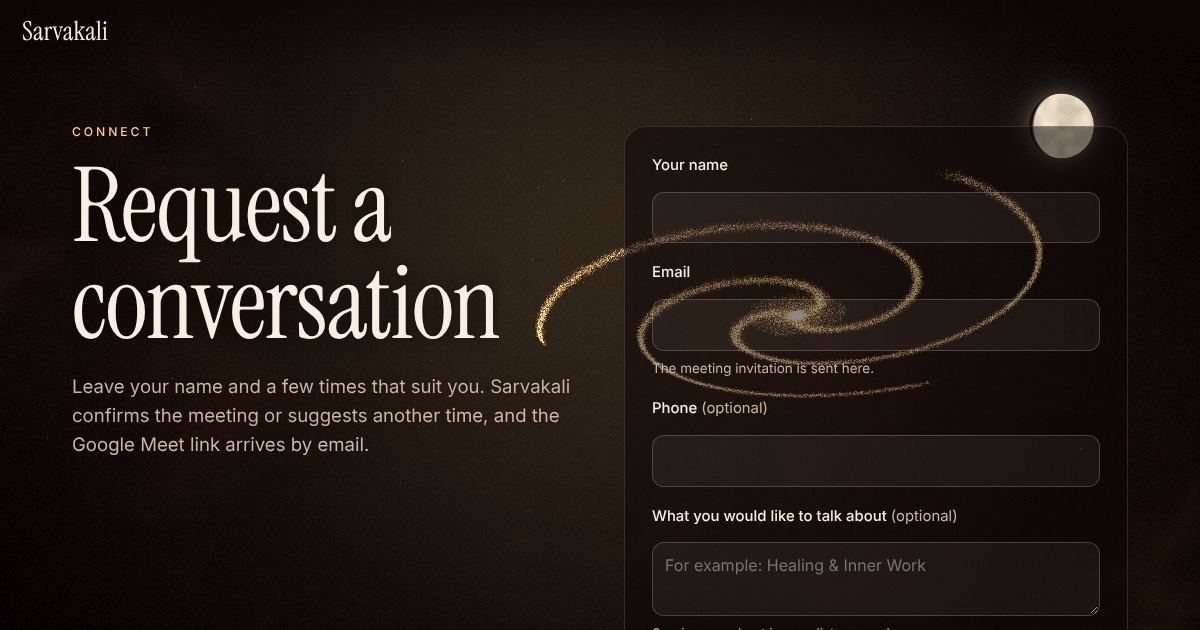 Sarvakali
CONNECT
Request a
conversation
Leave your name and a few times that suit you. Sarvakali
confirms the meeting or suggests another time, and the
Google Meet link arrives by email.
Your name
Email
The meeting invitation is sent here.
Phone (optional)
What you would like to talk about (optional)
For example: Healing & Inner Work